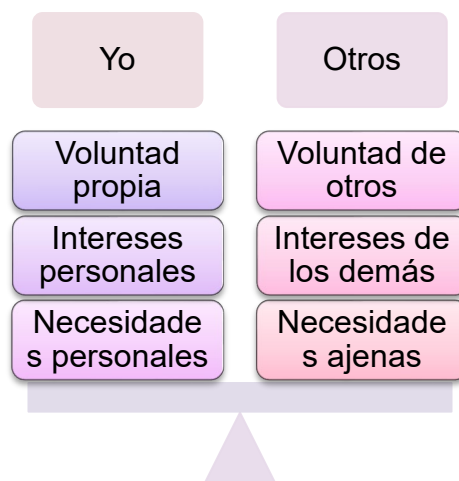 Yo
Otros
Voluntad
propia
Voluntad de
otros
Intereses
personales
Intereses de
los demás
Necesidade
s personales
Necesidade
s ajenas